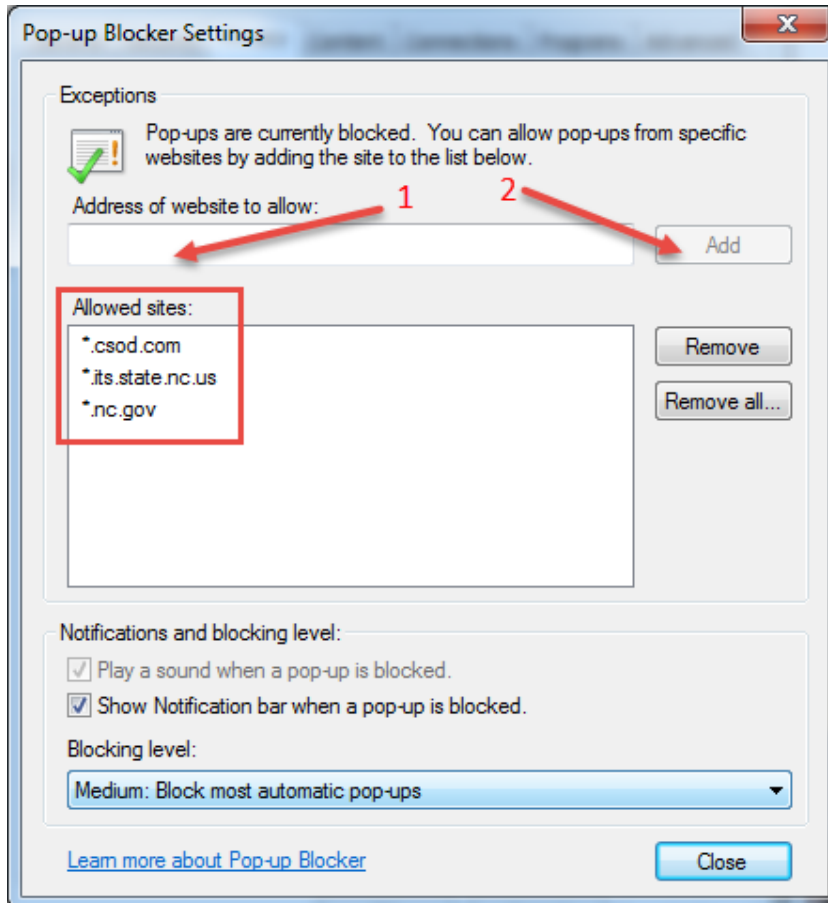 Pop-up Blocker Settings
X
Exceptions
Pop-ups are currently blocked. You can allow pop-ups from specific
websites by adding the site to the list below.
Address of website to allow:
1
2
Add
Allowed sites:
*.csod.com
*.its.state.nc.us
*.nc.gov
Remove
Remove all...
Notifications and blocking level:
Play a sound when a pop-up is blocked.
Show Notification bar when a pop-up is blocked.
Blocking level:
Medium: Block most automatic pop-ups
Learn more about Pop-up Blocker
Close